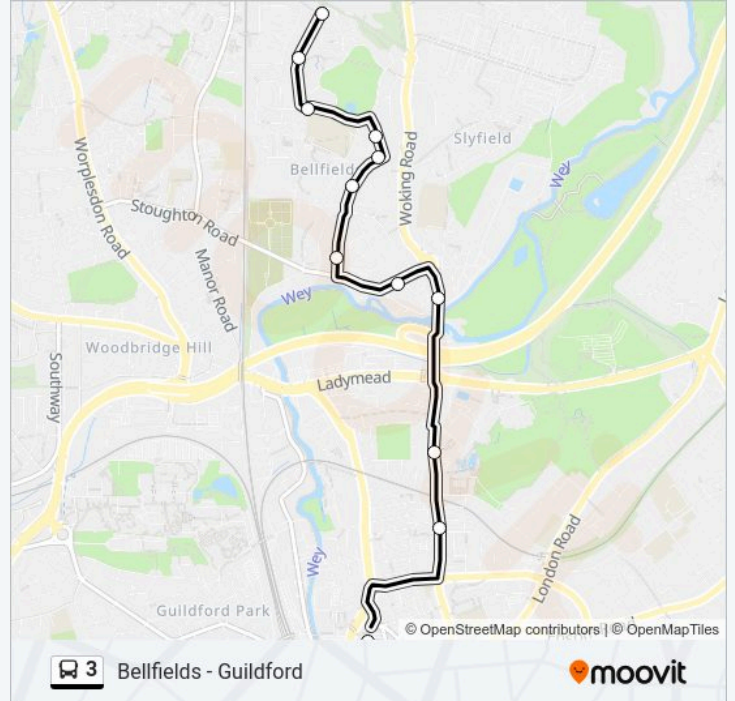 Worplesdon Road
Woking Road
Slyfield
Wey
Bellfield
Stoughton Road
Manor Road
Wey
Woodbridge Hill
Southway
Ladymead
London Road
Wey
Guildford Park
© OpenStreetMap contributors | © OpenMapTiles
3 Bellfields - Guildford
moovit